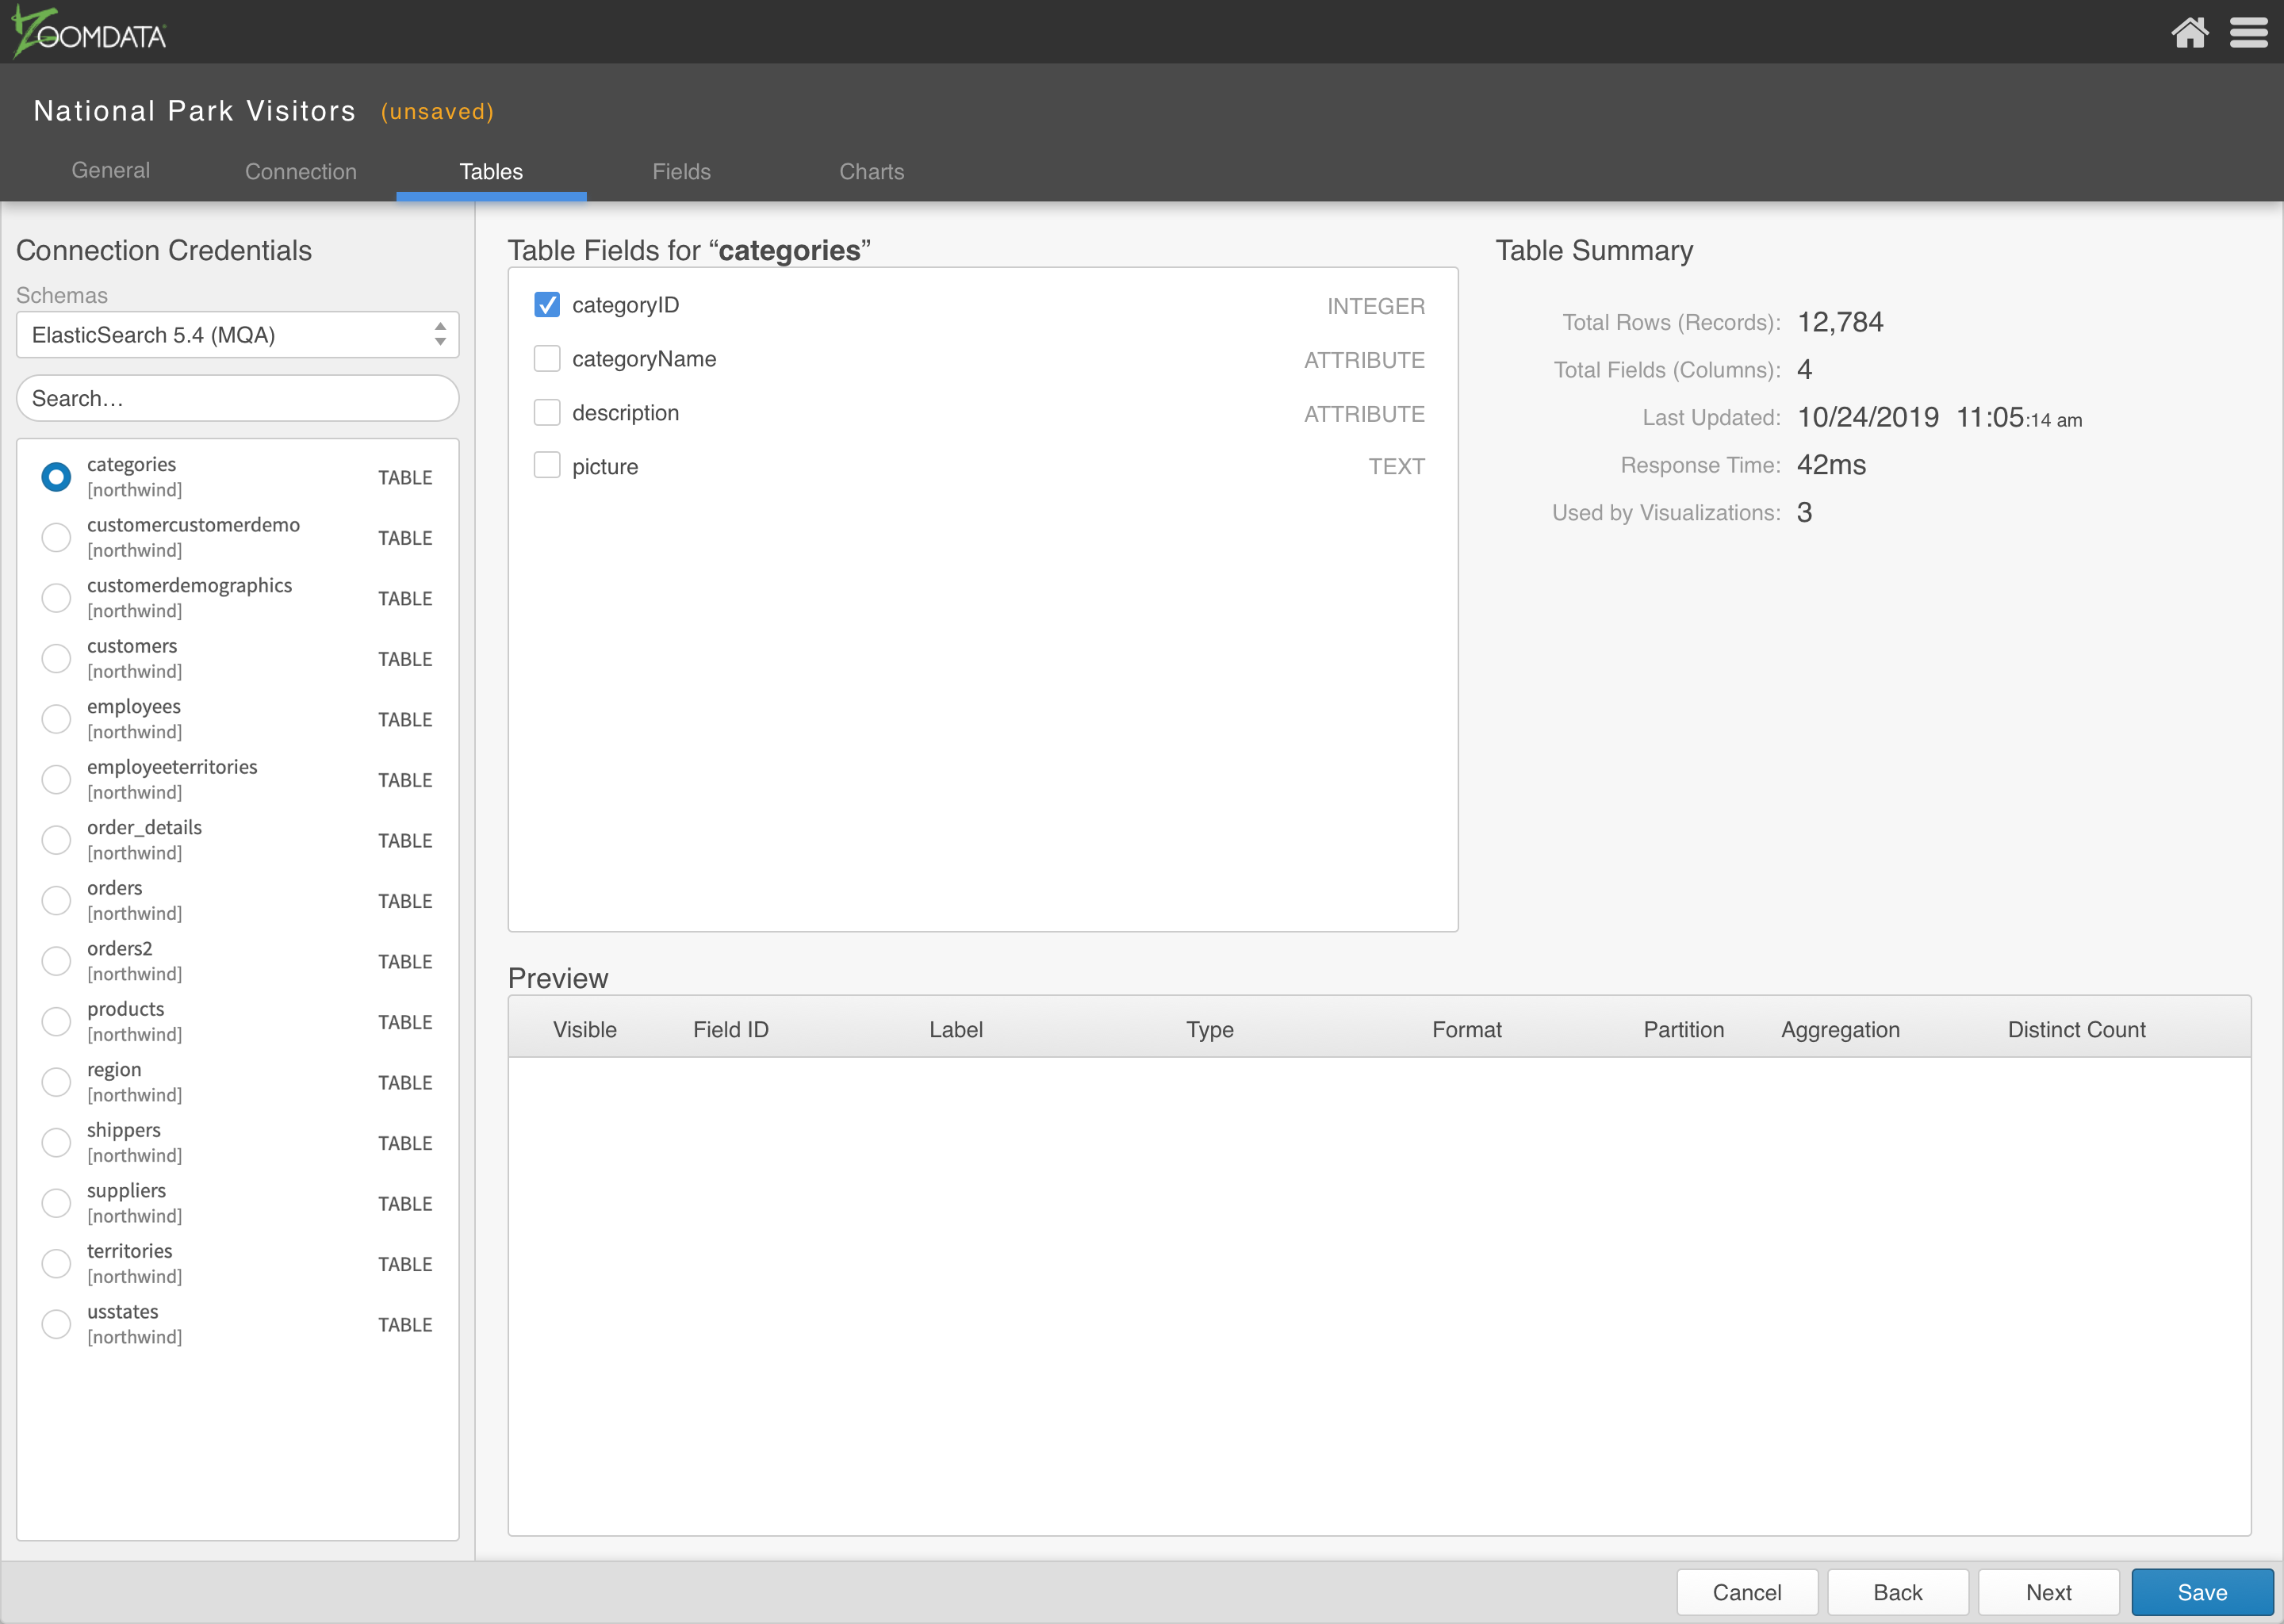 ZOOMDATA
National Park Visitors (unsaved)
General Connection Tables Fields Charts
Connection Credentials
Schemas
ElasticSearch 5.4 (MQA)
Search…
categories
[northwind]
TABLE
customercustomerdemo
[northwind]
TABLE
customerdemographics
[northwind]
TABLE
customers
[northwind]
TABLE
employees
[northwind]
TABLE
employeeterritories
[northwind]
TABLE
order_details
[northwind]
TABLE
orders
[northwind]
TABLE
orders2
[northwind]
TABLE
products
[northwind]
TABLE
region
[northwind]
TABLE
shippers
[northwind]
TABLE
suppliers
[northwind]
TABLE
territories
[northwind]
TABLE
usstates
[northwind]
TABLE
Table Fields for “categories”
categoryID INTEGER
categoryName ATTRIBUTE
description ATTRIBUTE
picture TEXT
Table Summary
Total Rows (Records): 12,784
Total Fields (Columns): 4
Last Updated: 10/24/2019 11:05:14 am
Response Time: 42ms
Used by Visualizations: 3
Preview
Visible Field ID Label Type Format Partition Aggregation Distinct Count
Cancel Back Next Save